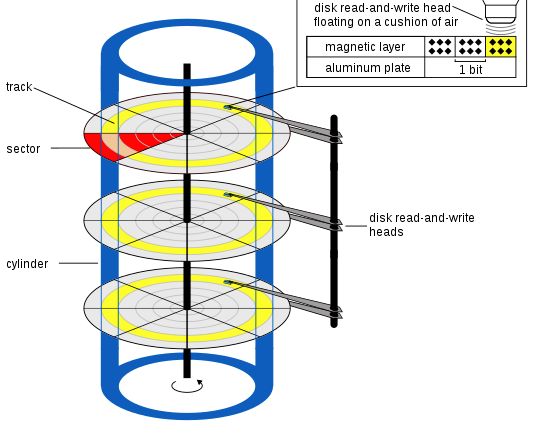 disk read-and-write head
floating on a cushion of air
magnetic layer
aluminum plate
1 bit
track
sector
disk read-and-write
heads
cylinder